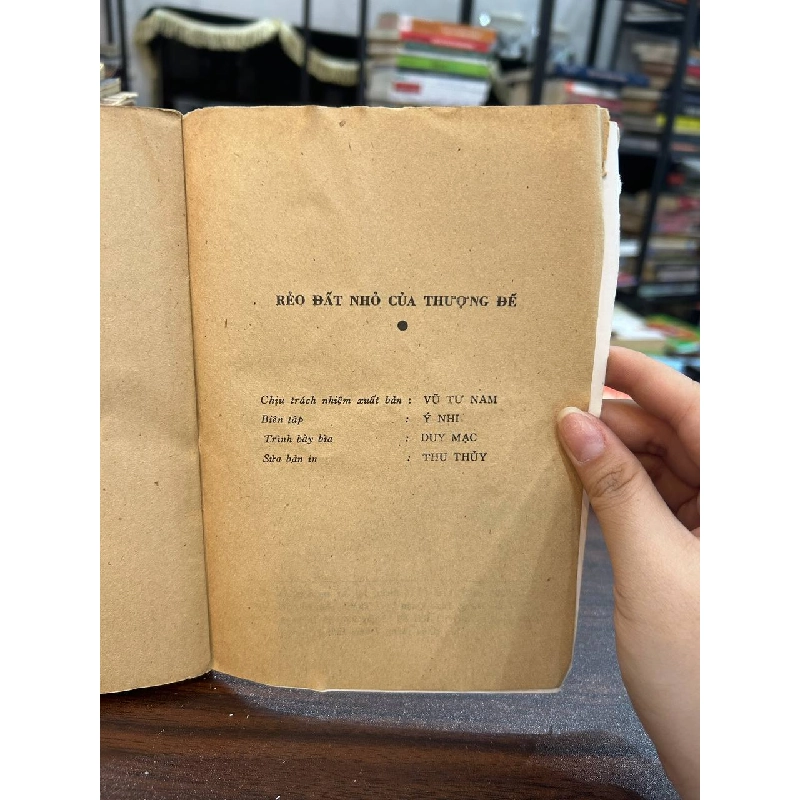 RẺO ĐẤT NHỎ CỦA THƯỢNG ĐẾ
Chịu trách nhiệm xuất bản : VŨ TƯ NAM
Biên tập : Ý NHI
Trình bày bìa : DUY MẠC
Sửa bản in : THU THỦY